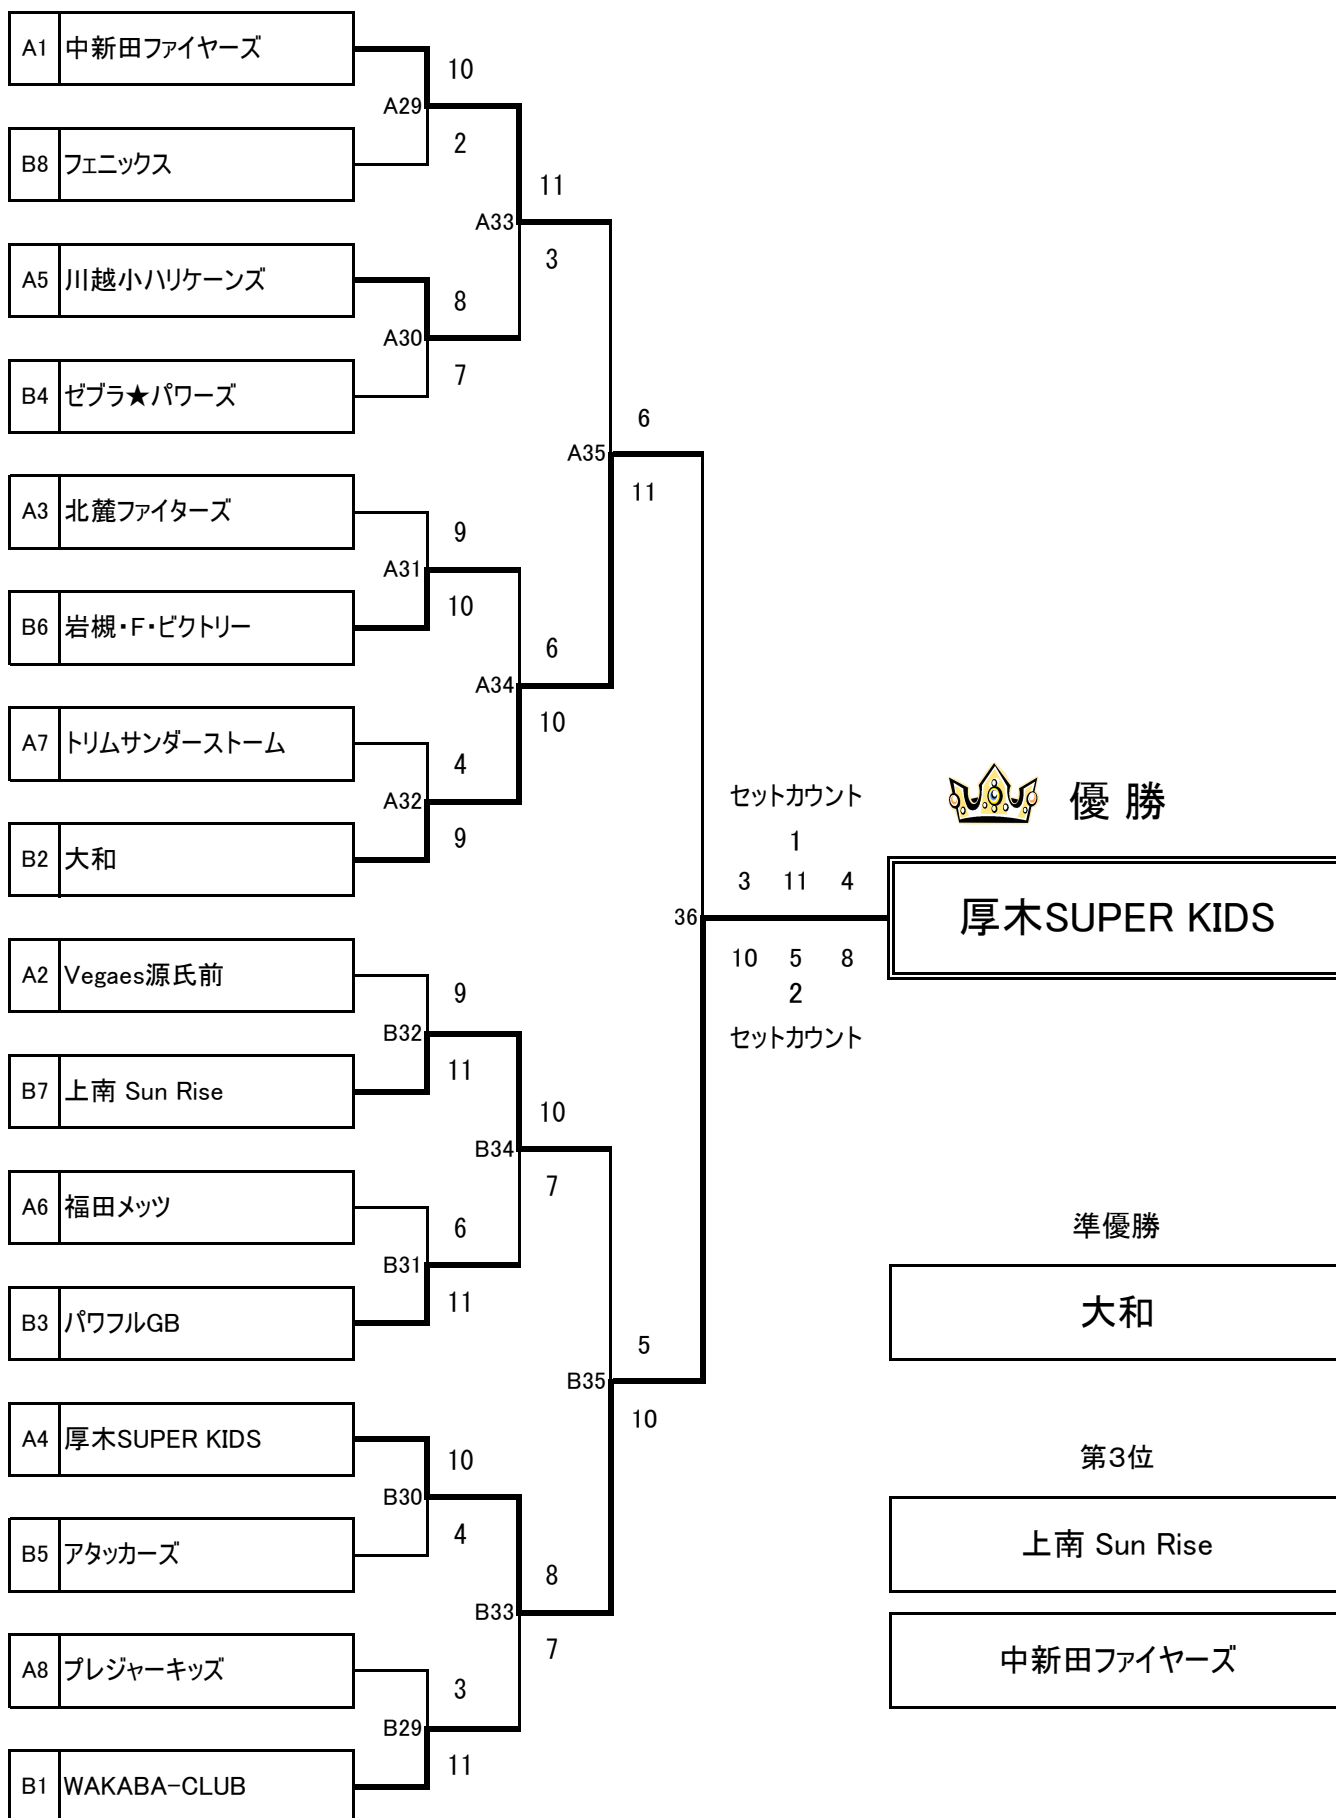 A1 中新田ファイヤーズ
10
A29
2
B8 フェニックス
11
A33
3
A5 川越小ハリケーンズ
8
A30
7
B4 ゼブラ★パワーズ
6
A35
11
A3 北麓ファイターズ
9
A31
10
B6 岩槻・F・ビクトリー
6
A34
10
A7 トリムサンダーストーム
4
A32
9
B2 大和
セットカウント
1
3 11 4
36
10 5 8
2
セットカウント
優 勝
厚木SUPER KIDS
A2 Vegaes源氏前
9
B32
11
B7 上南 Sun Rise
10
B34
7
A6 福田メッツ
6
B31
11
B3 パワフルGB
5
B35
10
A4 厚木SUPER KIDS
10
B30
4
B5 アタッカーズ
8
B33
7
A8 プレジャーキッズ
3
B29
11
B1 WAKABA-CLUB
準優勝
大和
第3位
上南 Sun Rise
中新田ファイヤーズ